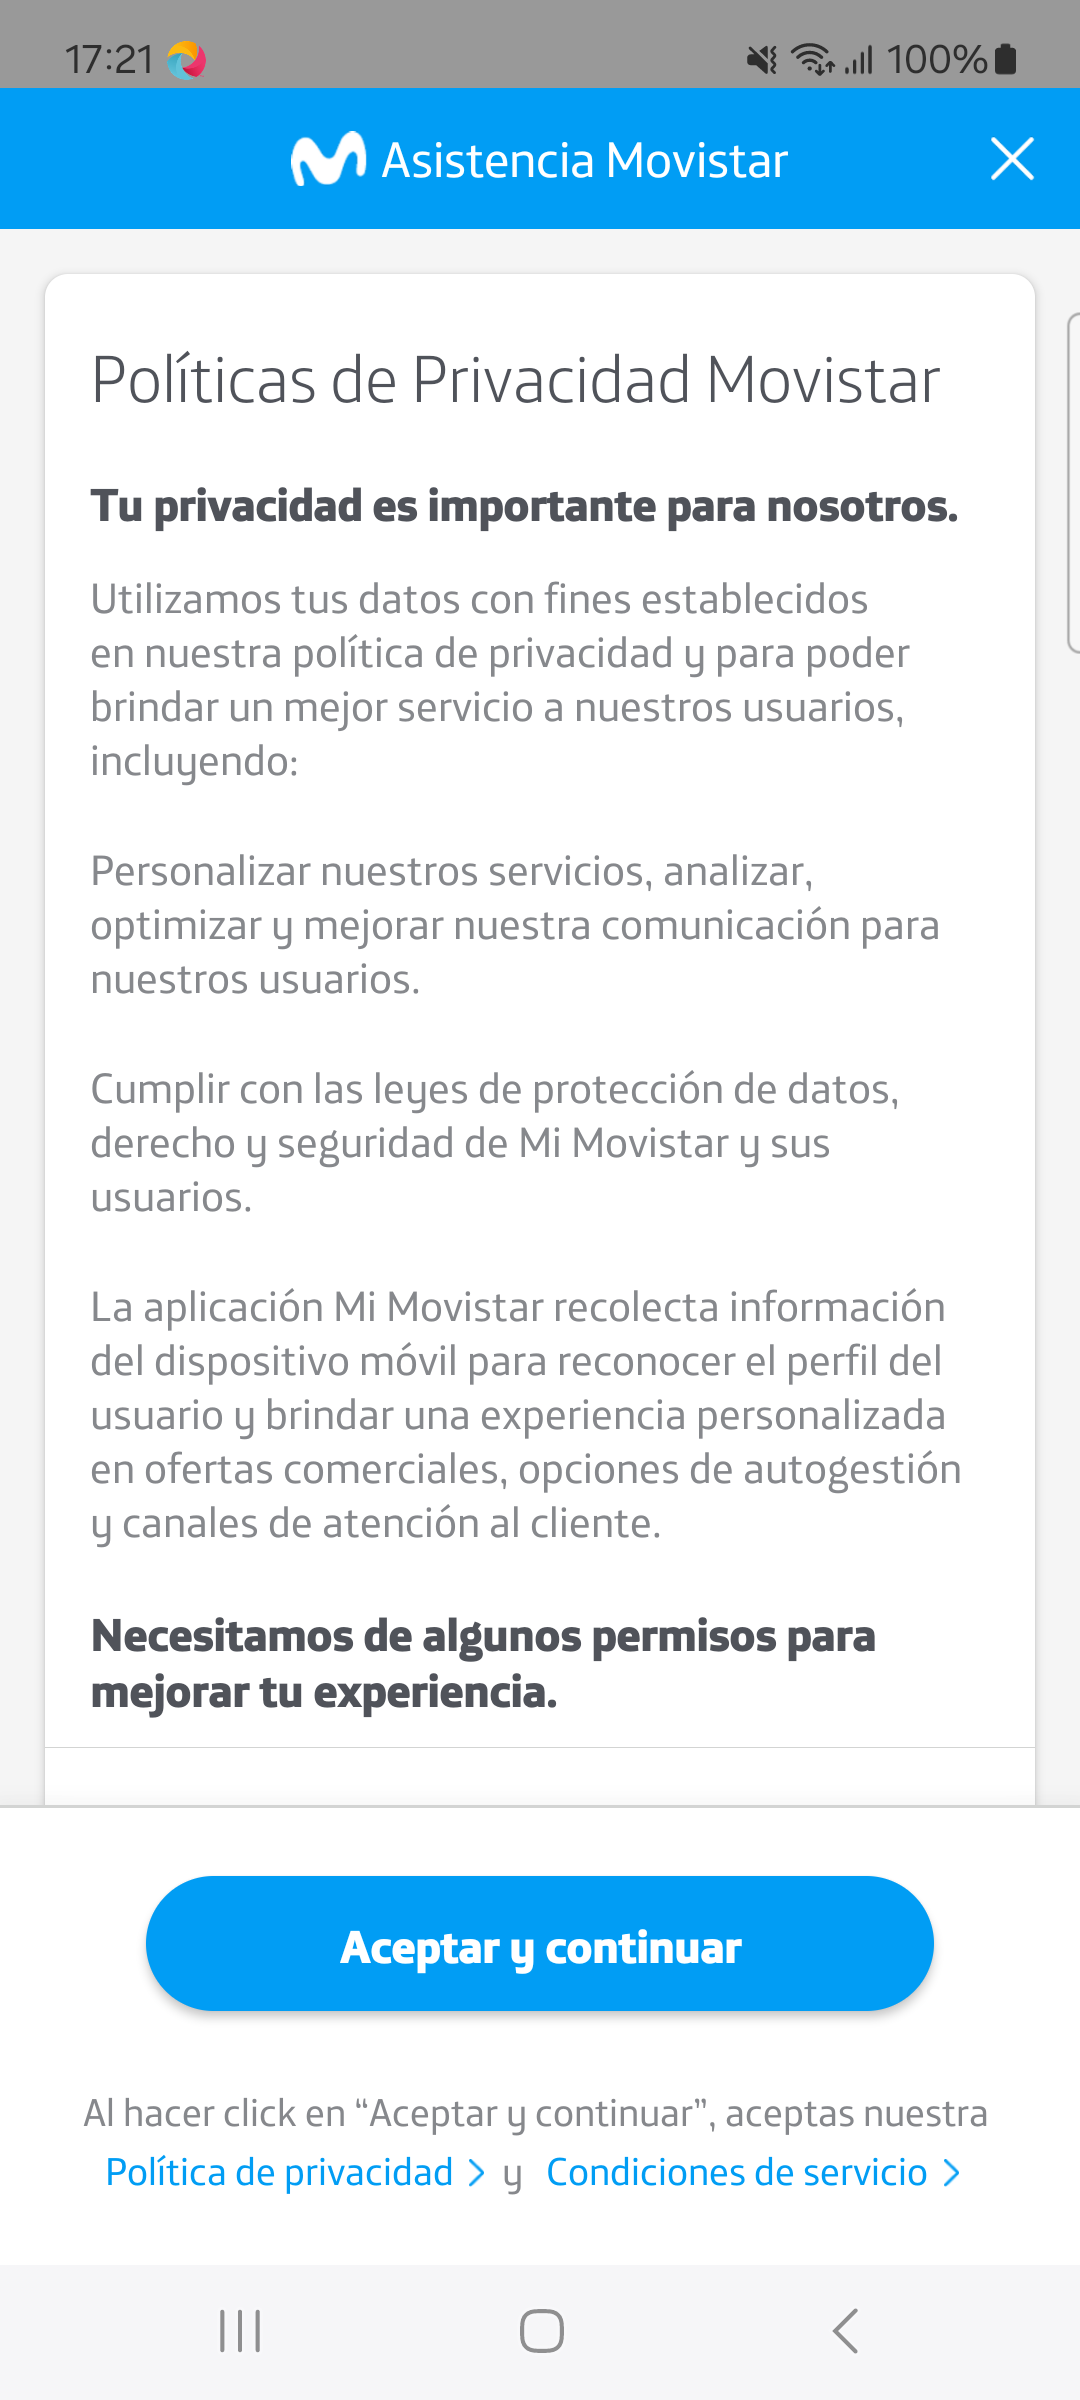 17:21
100%
Asistencia Movistar
Políticas de Privacidad Movistar
Tu privacidad es importante para nosotros.
Utilizamos tus datos con fines establecidos
en nuestra política de privacidad y para poder
brindar un mejor servicio a nuestros usuarios,
incluyendo:
Personalizar nuestros servicios, analizar,
optimizar y mejorar nuestra comunicación para
nuestros usuarios.
Cumplir con las leyes de protección de datos,
derecho y seguridad de Mi Movistar y sus
usuarios.
La aplicación Mi Movistar recolecta información
del dispositivo móvil para reconocer el perfil del
usuario y brindar una experiencia personalizada
en ofertas comerciales, opciones de autogestión
y canales de atención al cliente.
Necesitamos de algunos permisos para
mejorar tu experiencia.
Aceptar y continuar
Al hacer click en “Aceptar y continuar”, aceptas nuestra
Política de privacidad > y Condiciones de servicio >